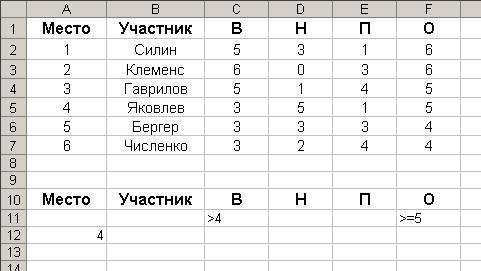 A B C D E F
1 Место Участник В Н П О
2 1 Силин 5 3 1 6
3 2 Клеменс 6 0 3 6
4 3 Гаврилов 5 1 4 5
5 4 Яковлев 3 5 1 5
6 5 Бергер 3 3 3 4
7 6 Численко 3 2 4 4
8
9
10 Место Участник В Н П О
11 >4 >=5
12 4
13
14